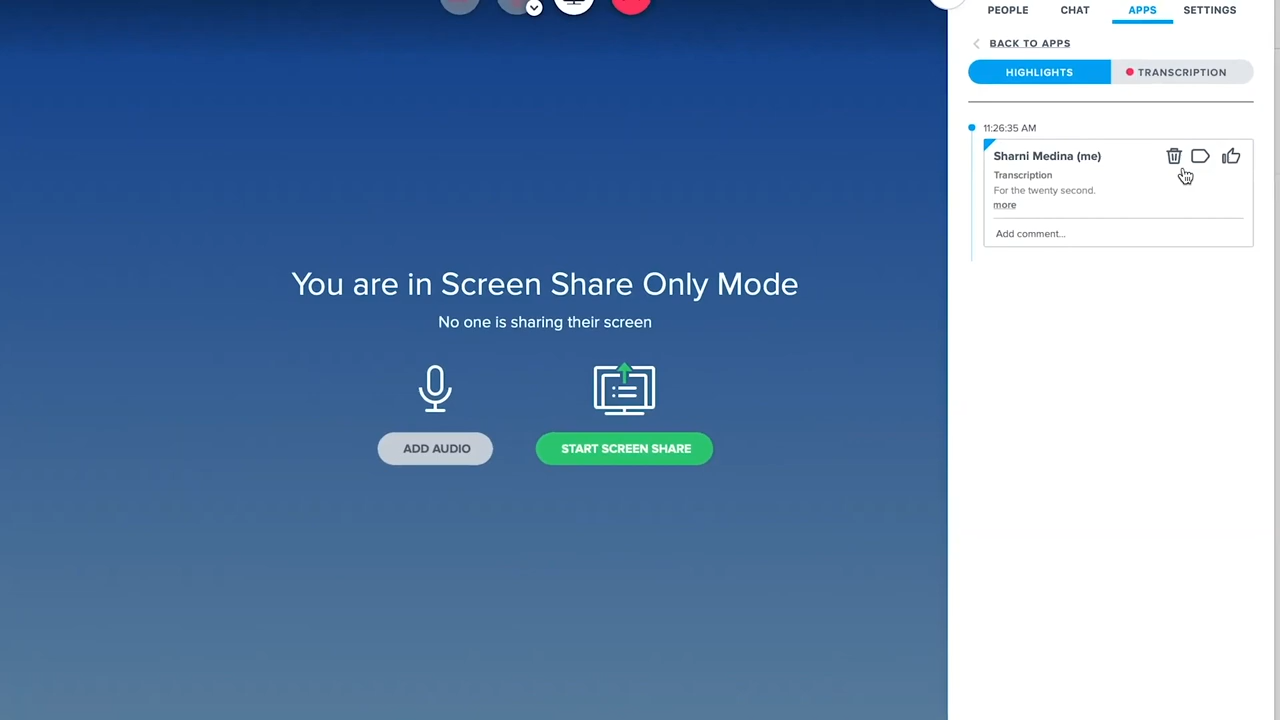 PEOPLE CHAT APPS SETTINGS
BACK TO APPS
HIGHLIGHTS TRANSCRIPTION
11:26:35 AM
Sharni Medina (me)
Transcription
For the twenty second.
more
Add comment...
You are in Screen Share Only Mode
No one is sharing their screen
ADD AUDIO START SCREEN SHARE